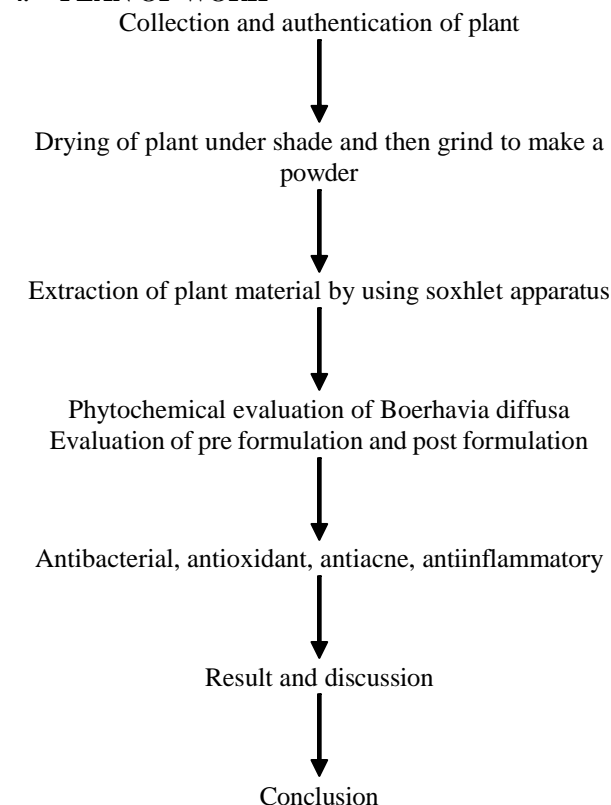 Collection and authentication of plant
Drying of plant under shade and then grind to make a
powder
Extraction of plant material by using soxhlet apparatus
Phytochemical evaluation of Boerhavia diffusa
Evaluation of pre formulation and post formulation
Antibacterial, antioxidant, antiacne, antiinflammatory
Result and discussion
Conclusion